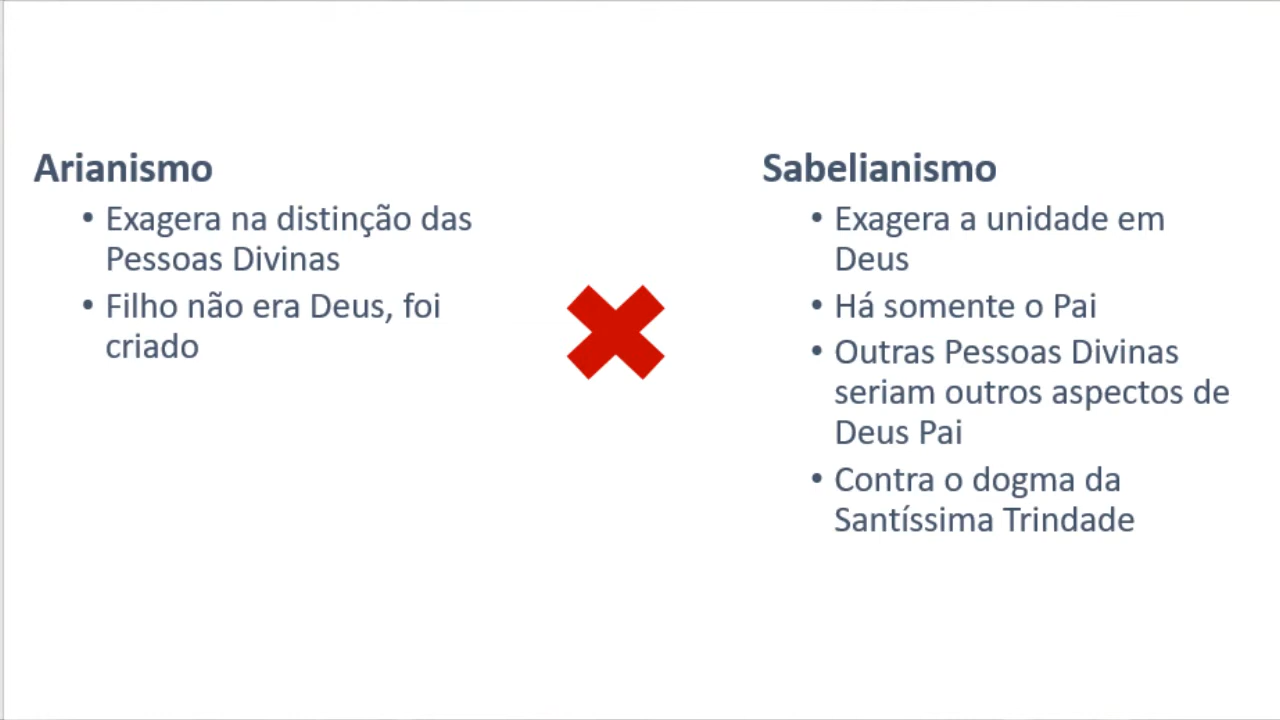 Arianismo
• Exagera na distinção das
Pessoas Divinas
• Filho não era Deus, foi
criado
Sabelianismo
• Exagera a unidade em
Deus
• Há somente o Pai
• Outras Pessoas Divinas
seriam outros aspectos de
Deus Pai
• Contra o dogma da
Santíssima Trindade